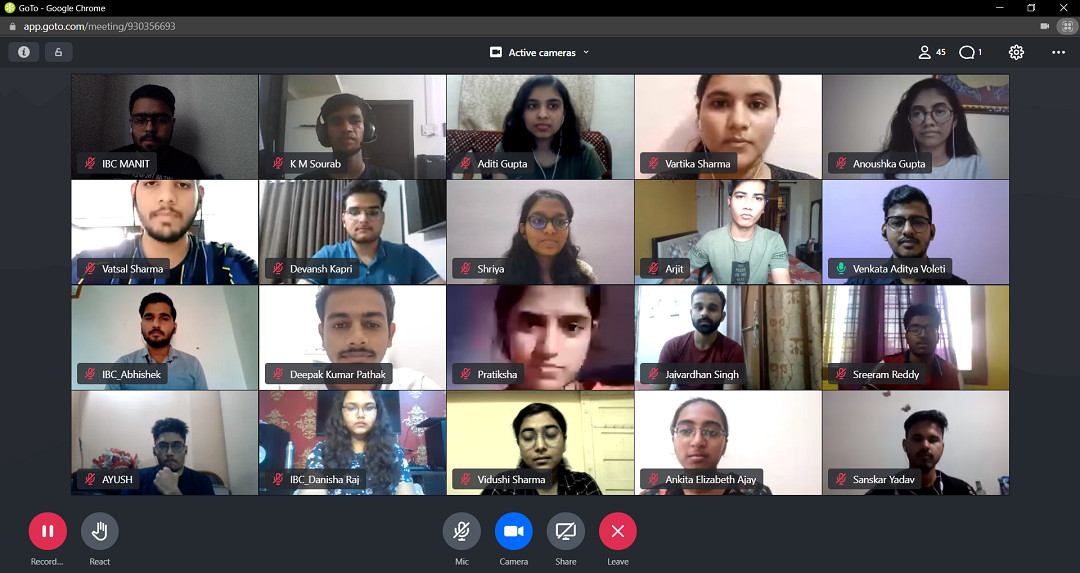 GoTo - Google Chrome
app.goto.com/meeting/930356693
Active cameras
45
1
IBC MANIT
K M Sourab
Aditi Gupta
Vartika Sharma
Anoushka Gupta
Vatsal Sharma
Devansh Kapri
Shriya
Arjit
Venkata Aditya Voleti
IBC_Abhishek
Deepak Kumar Pathak
Pratiksha
Jaivardhan Singh
Sreeram Reddy
AYUSH
IBC_Danisha Raj
Vidushi Sharma
Ankita Elizabeth Ajay
Sanskar Yadav
Record...
React
Mic
Camera
Share
Leave